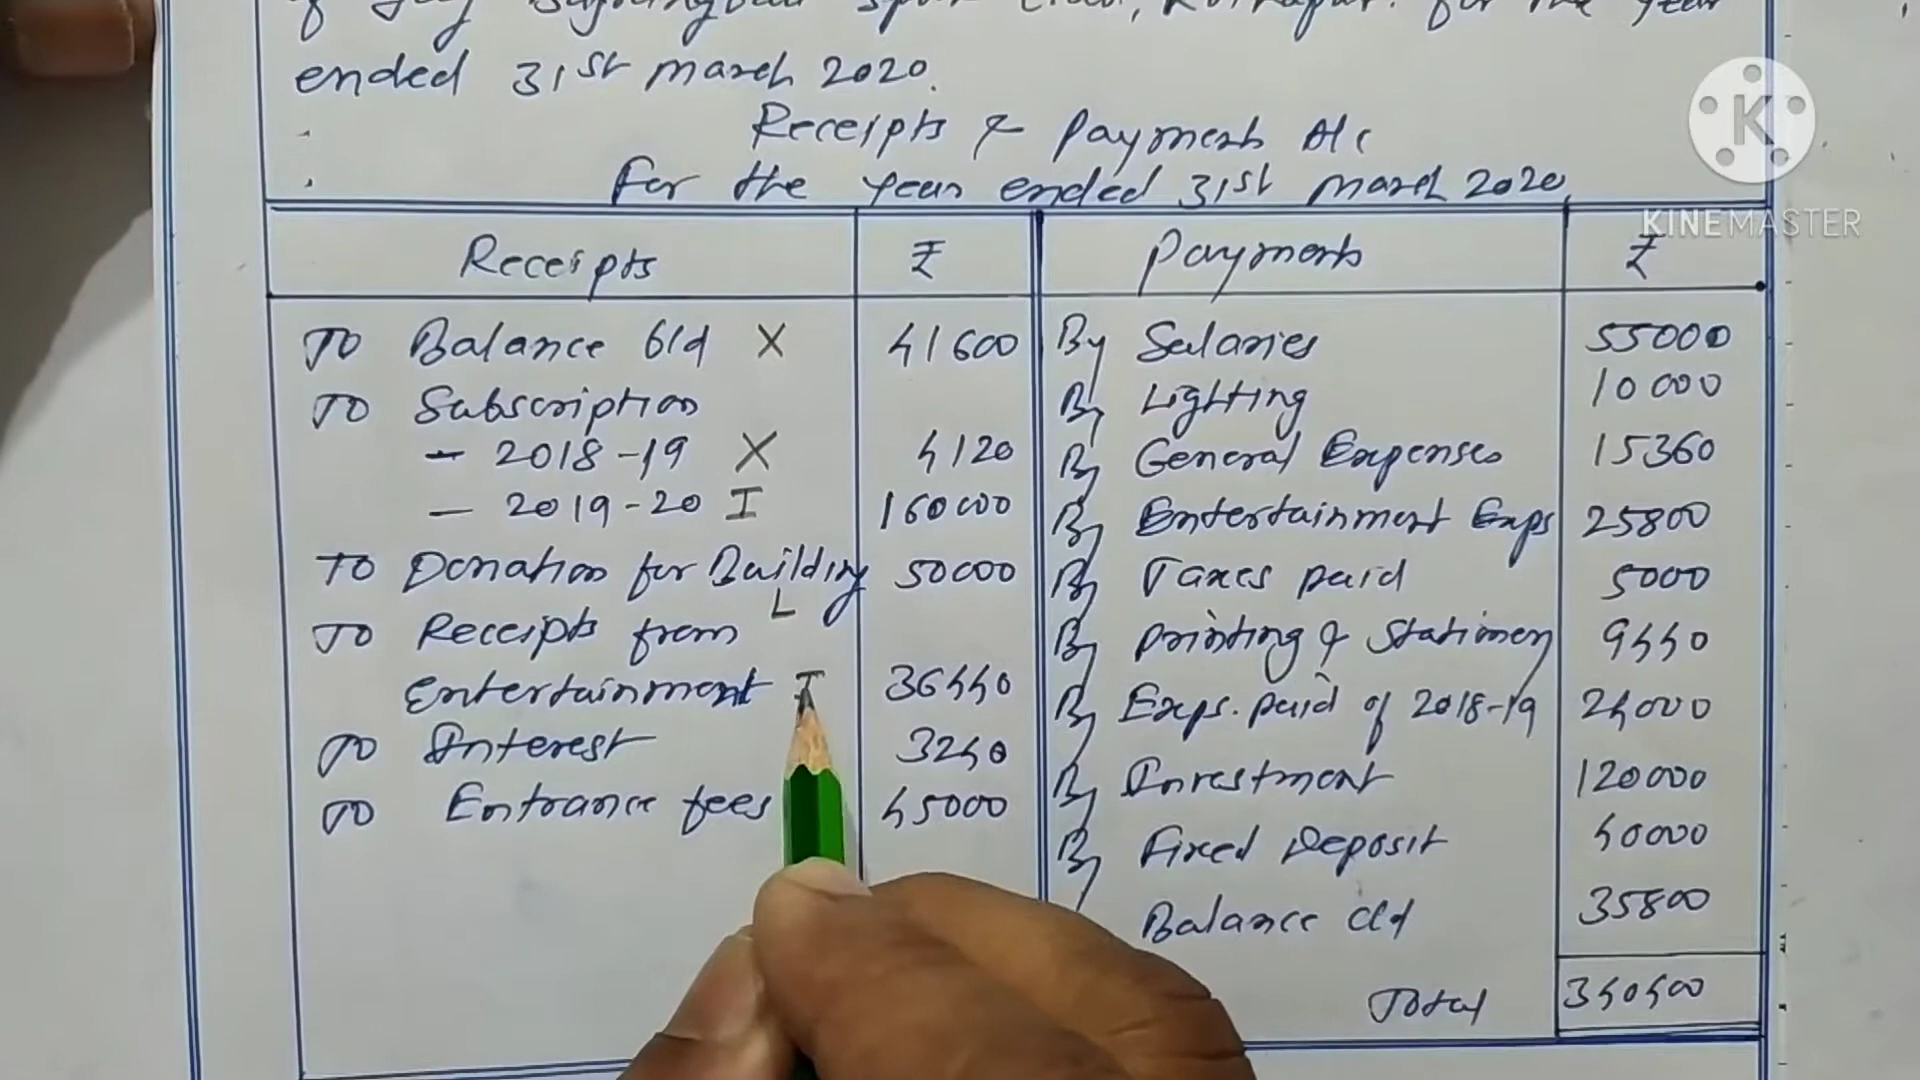 ended 31st march 2020.
Receipts & Payments A/c
For the year ended 31st march 2020,
K
KINEMASTER
Receipts ₹ Payments ₹
To Balance b/d X 41600 By Salaries 55000
To Subscription By Lighting 10000
- 2018-19 X 4120 By General Expenses 15360
- 2019-20 I 160000 By Entertainment Exps 25800
To Donation for Building 50000 By Taxes paid 5000
L
To Receipts from By Printing & Stationery 9440
Entertainment I 36440 By Exps. paid of 2018-19 24000
To Interest 3240 By Investment 120000
To Entrance fees 45000 By Fixed Deposit 40000
Balance c/d 35800
Total 340400